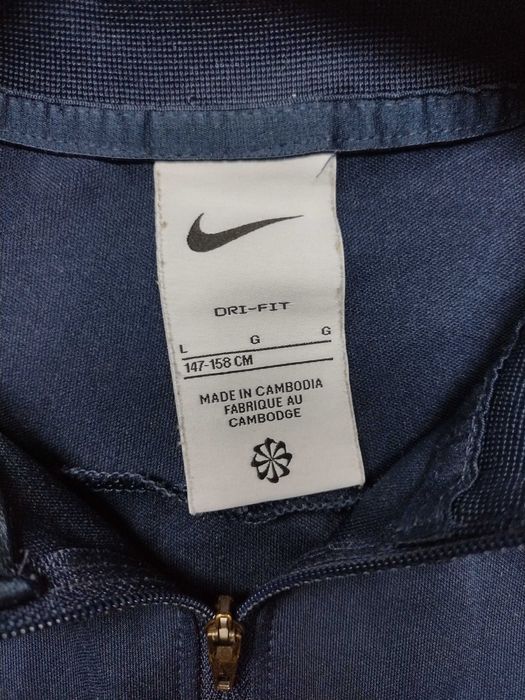 DRI-FIT
L G G
147-158 CM
MADE IN CAMBODIA
FABRIQUE AU
CAMBODGE